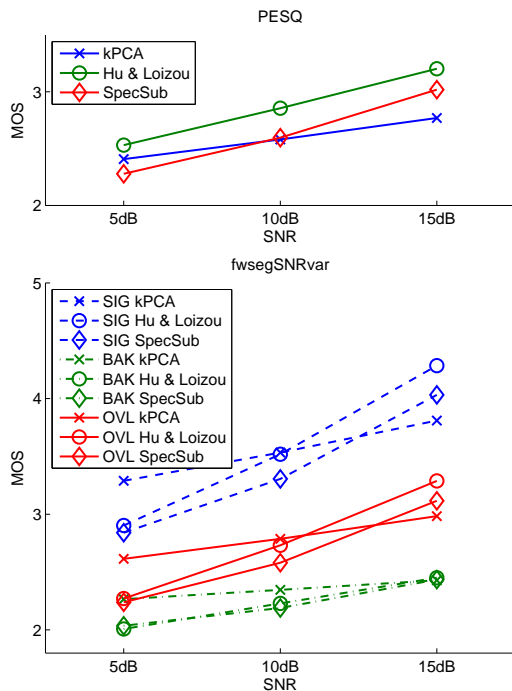 PESQ
kPCA
Hu & Loizou
SpecSub
MOS
3
2
5dB
10dB
15dB
SNR
fwsegSNRvar
SIG kPCA
SIG Hu & Loizou
SIG SpecSub
BAK kPCA
BAK Hu & Loizou
BAK SpecSub
OVL kPCA
OVL Hu & Loizou
OVL SpecSub
MOS
5
4
3
2
5dB
10dB
15dB
SNR